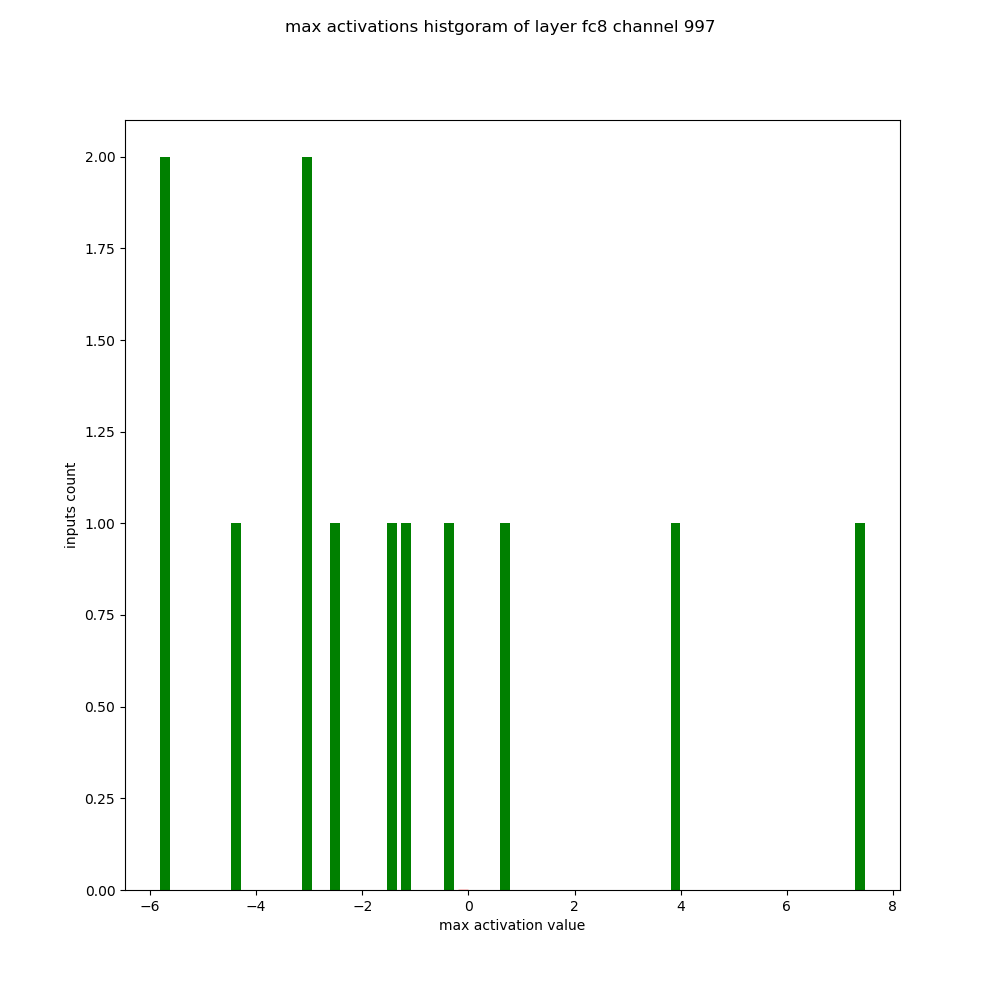 max activations histgoram of layer fc8 channel 997
2.00
1.75
1.50
1.25
1.00
0.75
0.50
0.25
0.00
inputs count
−6 −4 −2 0 2 4 6 8
max activation value